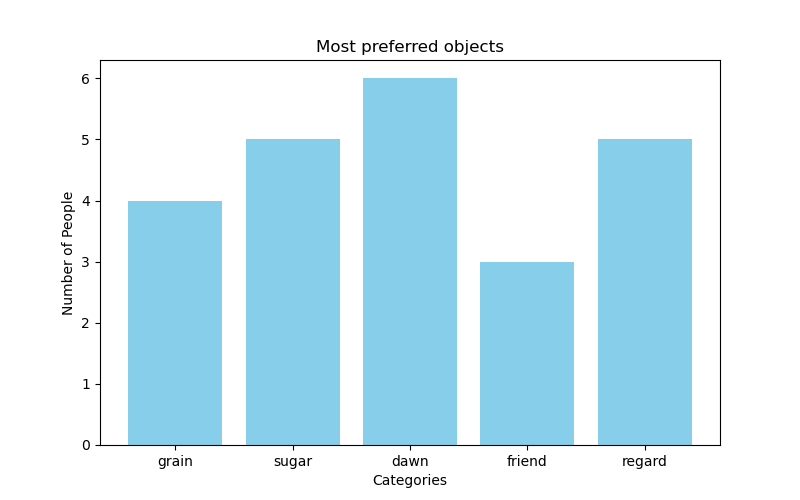 Most preferred objects
Number of People
6
5
4
3
2
1
0
grain sugar dawn friend regard
Categories